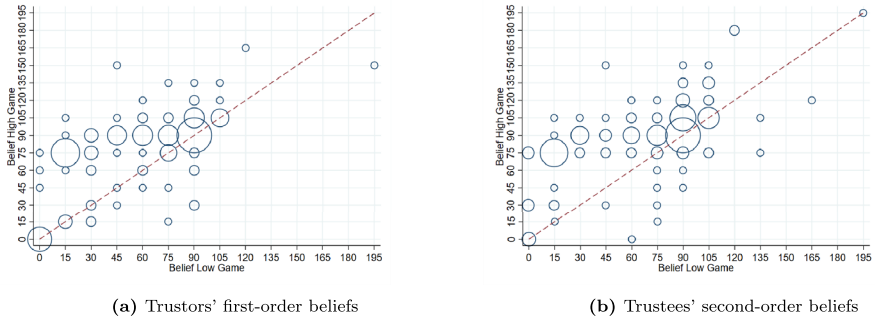 Belief High Game
0 15 30 45 60 75 90 105 120 135 150 165 180 195
0 15 30 45 60 75 90 105 120 135 150 165 180 195
Belief Low Game
(a) Trustors' first-order beliefs
Belief High Game
0 15 30 45 60 75 90 105 120 135 150 165 180 195
0 15 30 45 60 75 90 105 120 135 150 165 180 195
Belief Low Game
(b) Trustees' second-order beliefs